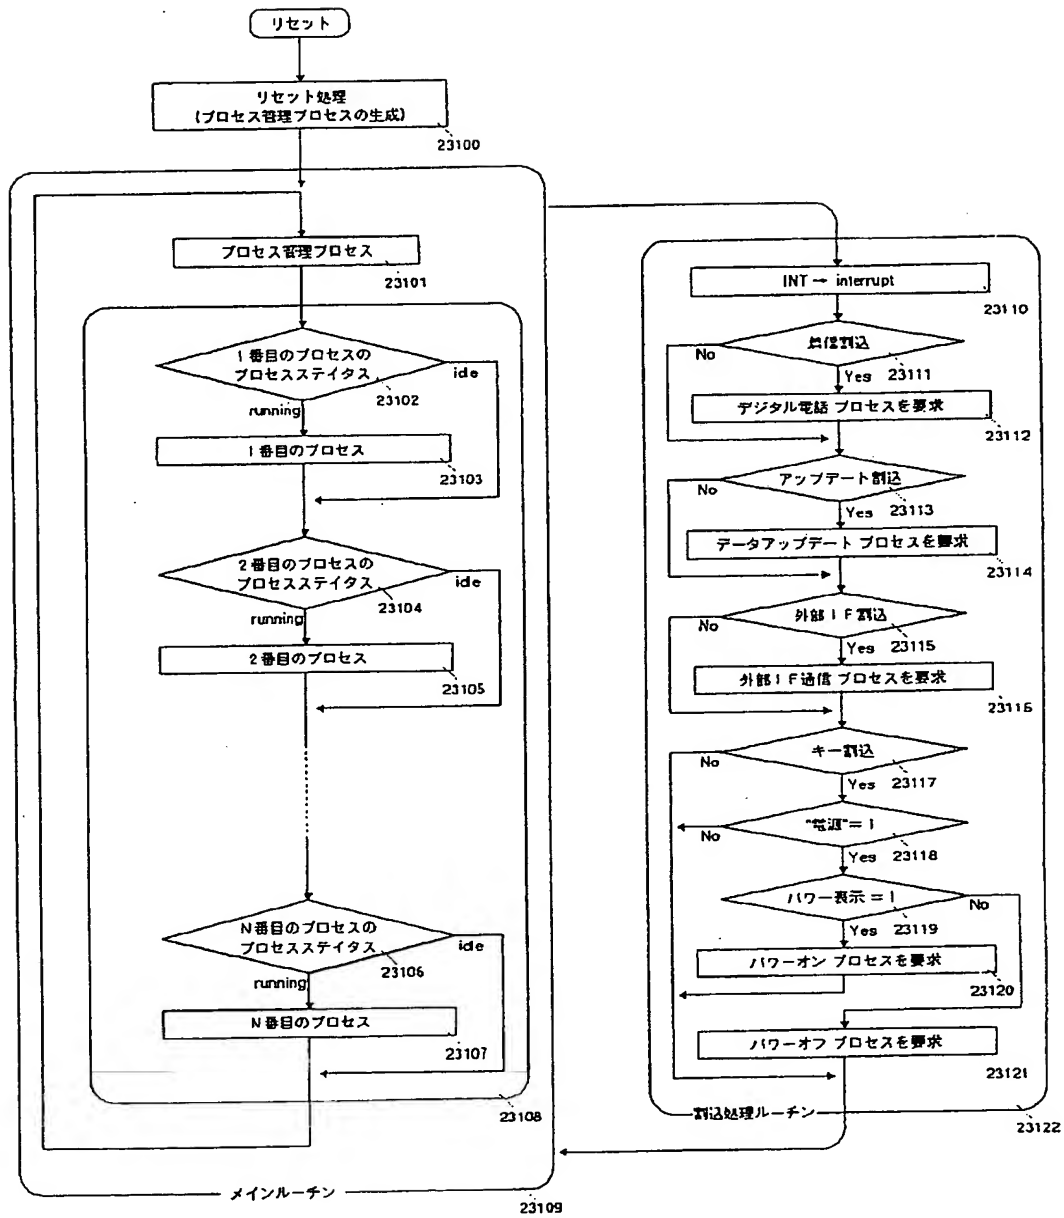 リセット
リセット処理
(プロセス管理プロセスの生成)
23100
プロセス管理プロセス
23101
1番目のプロセスの
プロセスステイタス
idle
23102
running
1番目のプロセス
23103
2番目のプロセスの
プロセスステイタス
idle
23104
running
2番目のプロセス
23105
N番目のプロセスの
プロセスステイタス
idle
23106
running
N番目のプロセス
23107
23108
メインルーチン
23109
INT → interrupt
23110
着信割込
No
23111
Yes
デジタル電話 プロセスを要求
23112
アップデート割込
No
23113
Yes
データアップデート プロセスを要求
23114
外部IF割込
No
23115
Yes
外部IF通信 プロセスを要求
23116
キー割込
No
23117
Yes
"電源"=1
No
23118
Yes
パワー表示=1
No
23119
Yes
パワーオン プロセスを要求
23120
パワーオフ プロセスを要求
23121
割込処理ルーチン
23122